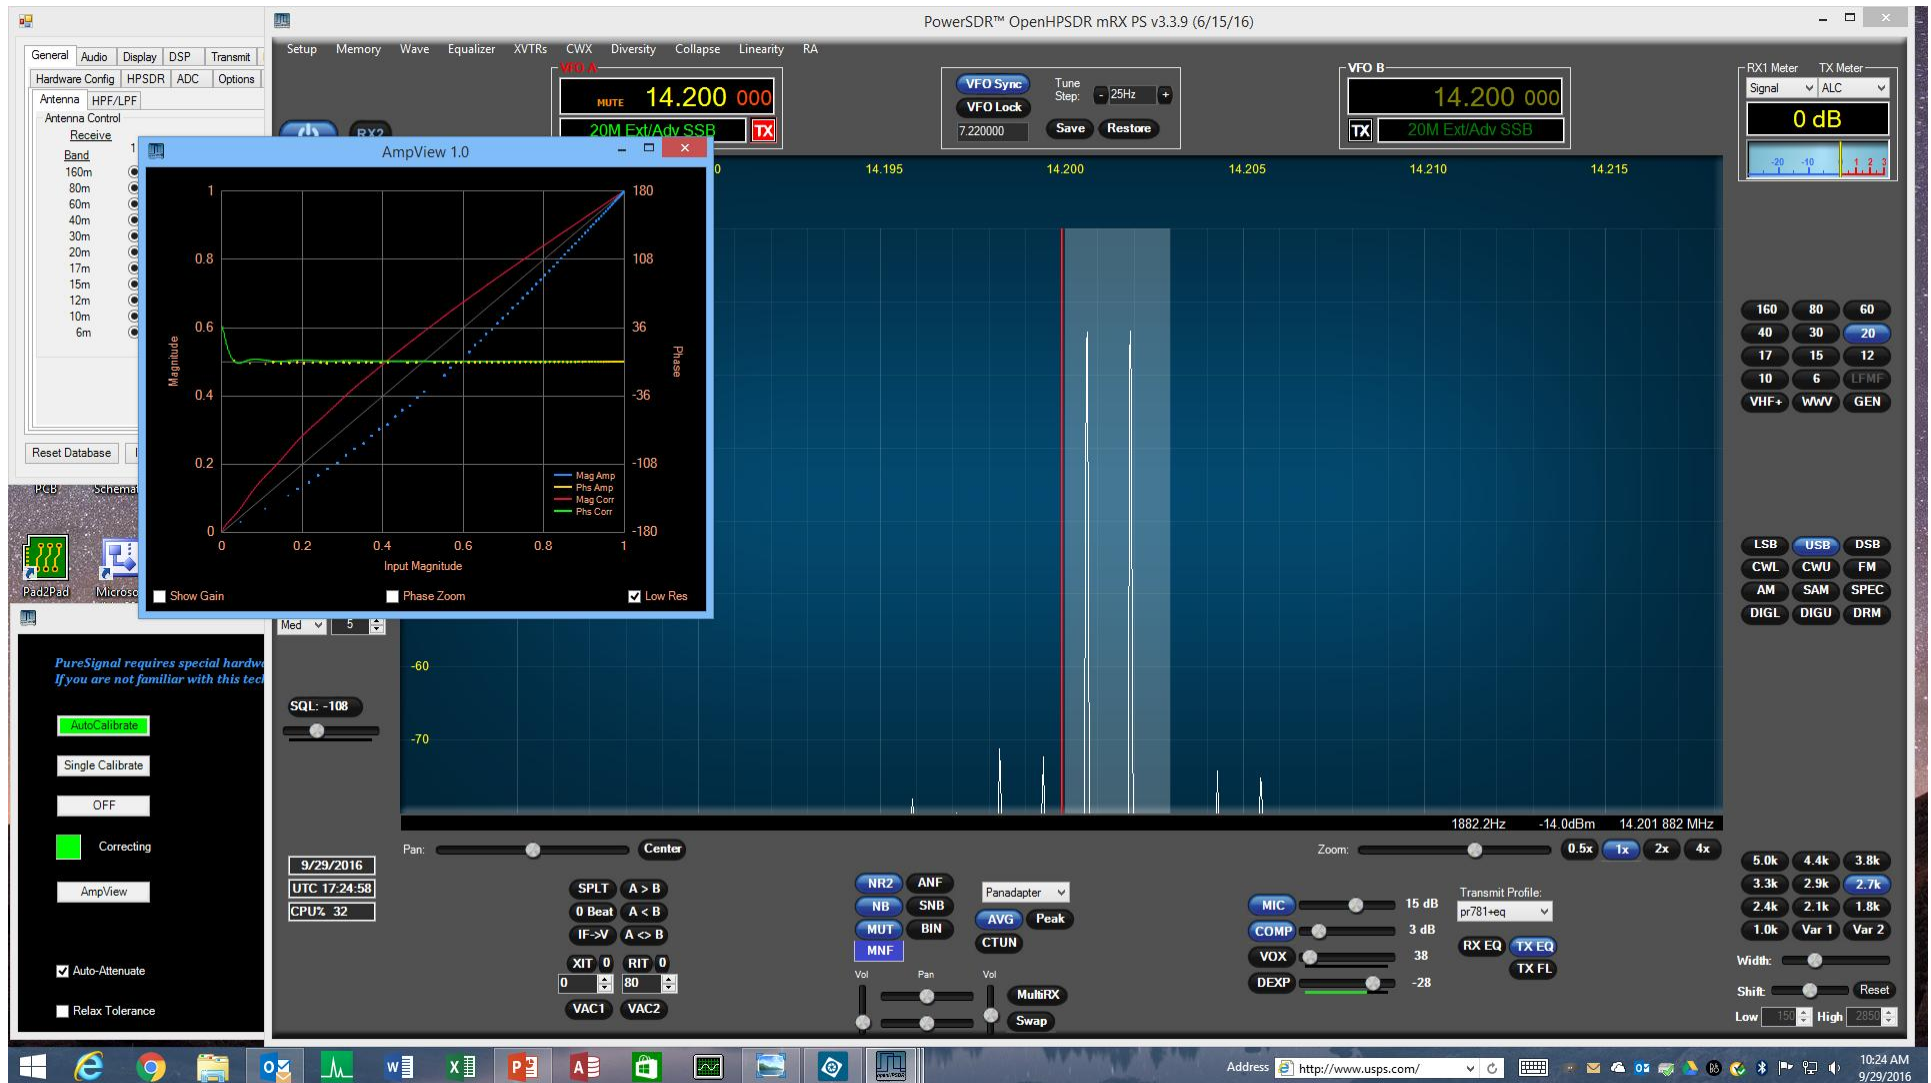 PowerSDR™ OpenHPSDR mRX PS v3.3.9 (6/15/16)
General Audio Display DSP Transmit
Hardware Config HPSDR ADC Options
Antenna HPF/LPF
Antenna Control
Receive
Band 1
160m
80m
60m
40m
30m
20m
17m
15m
12m
10m
6m
Reset Database
PCB
Pad2Pad
Setup Memory Wave Equalizer XVTRs CWX Diversity Collapse Linearity RA
VFO A
MUTE 14.200 000
20M Ext/Adv SSB TX
RX2
VFO Sync
VFO Lock
7.220000
Tune
Step: - 25Hz +
Save Restore
VFO B
14.200 000
TX 20M Ext/Adv SSB
RX1 Meter TX Meter
Signal ALC
0 dB
-20 -10 0 1 2 3
AmpView 1.0
1 180
0.8 108
0.6 36
0.4 -36
0.2 -108
0 -180
Magnitude
Phase
0 0.2 0.4 0.6 0.8 1
Input Magnitude
Mag Amp
Phs Amp
Mag Corr
Phs Corr
Show Gain Phase Zoom Low Res
0 14.195 14.200 14.205 14.210 14.215
-60
-70
1882.2Hz -14.0dBm 14.201 882 MHz
Med 5
SQL: -108
PureSignal requires special
If you are not familiar with this
AutoCalibrate
Single Calibrate
OFF
Correcting
AmpView
Auto-Attenuate
Relax Tolerance
160 80 60
40 30 20
17 15 12
10 6 LFMF
VHF+ WWV GEN
LSB USB DSB
CWL CWU FM
AM SAM SPEC
DIGL DIGU DRM
Pan: Center
Zoom: 0.5x 1x 2x 4x
9/29/2016
UTC 17:24:58
CPU% 32
SPLT A > B
0 Beat A < B
IF->V A <> B
XIT 0 RIT 0
0 80
VAC1 VAC2
NR2 ANF
NB SNB
MUT BIN
MNF
Panadapter
AVG Peak
CTUN
Vol Pan Vol
MultiRX
Swap
MIC 15 dB
COMP 3 dB
VOX 38
DEXP -28
Transmit Profile:
pr781+eq
RX EQ TX EQ
TX FL
5.0k 4.4k 3.8k
3.3k 2.9k 2.7k
2.4k 2.1k 1.8k
1.0k Var 1 Var 2
Width:
Shift: Reset
Low 150 High 2850
Address http://www.usps.com/
10:24 AM
9/29/2016